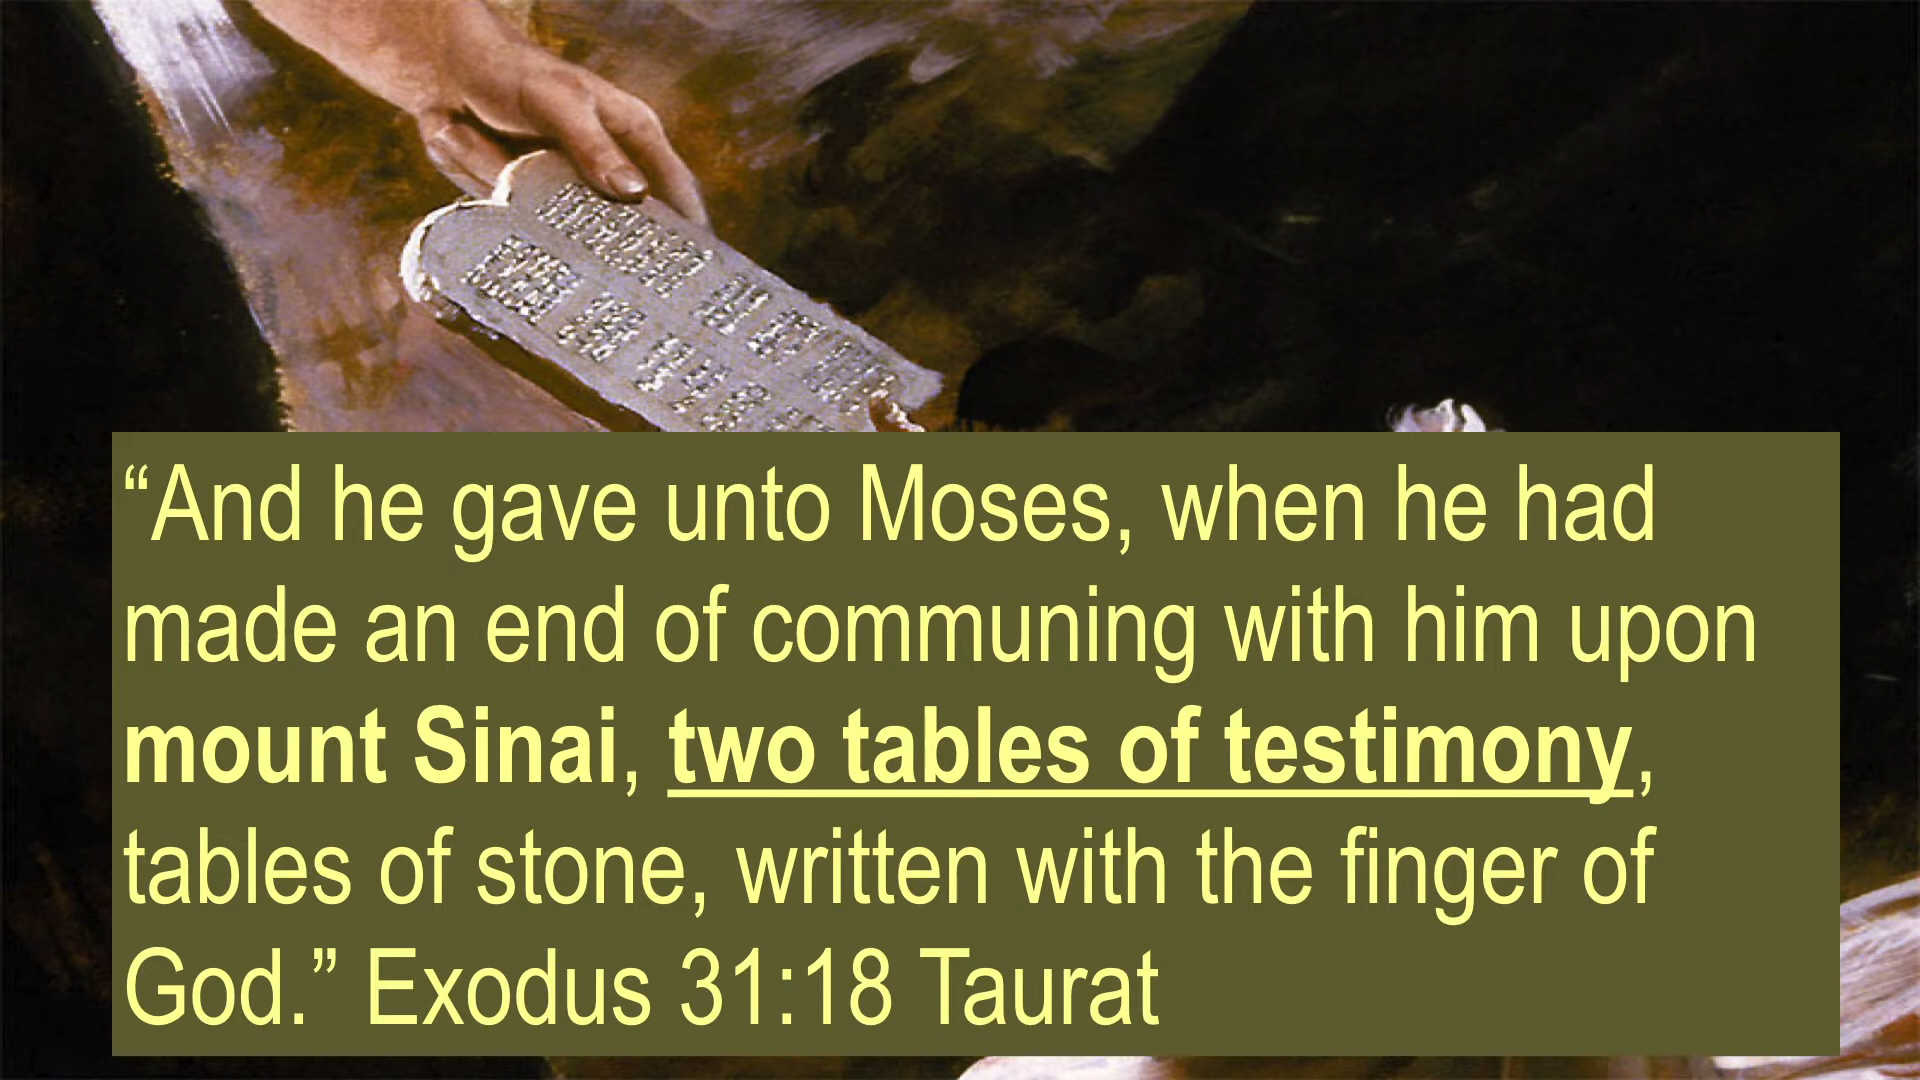 “And he gave unto Moses, when he had
made an end of communing with him upon
mount Sinai, two tables of testimony,
tables of stone, written with the finger of
God.” Exodus 31:18 Taurat